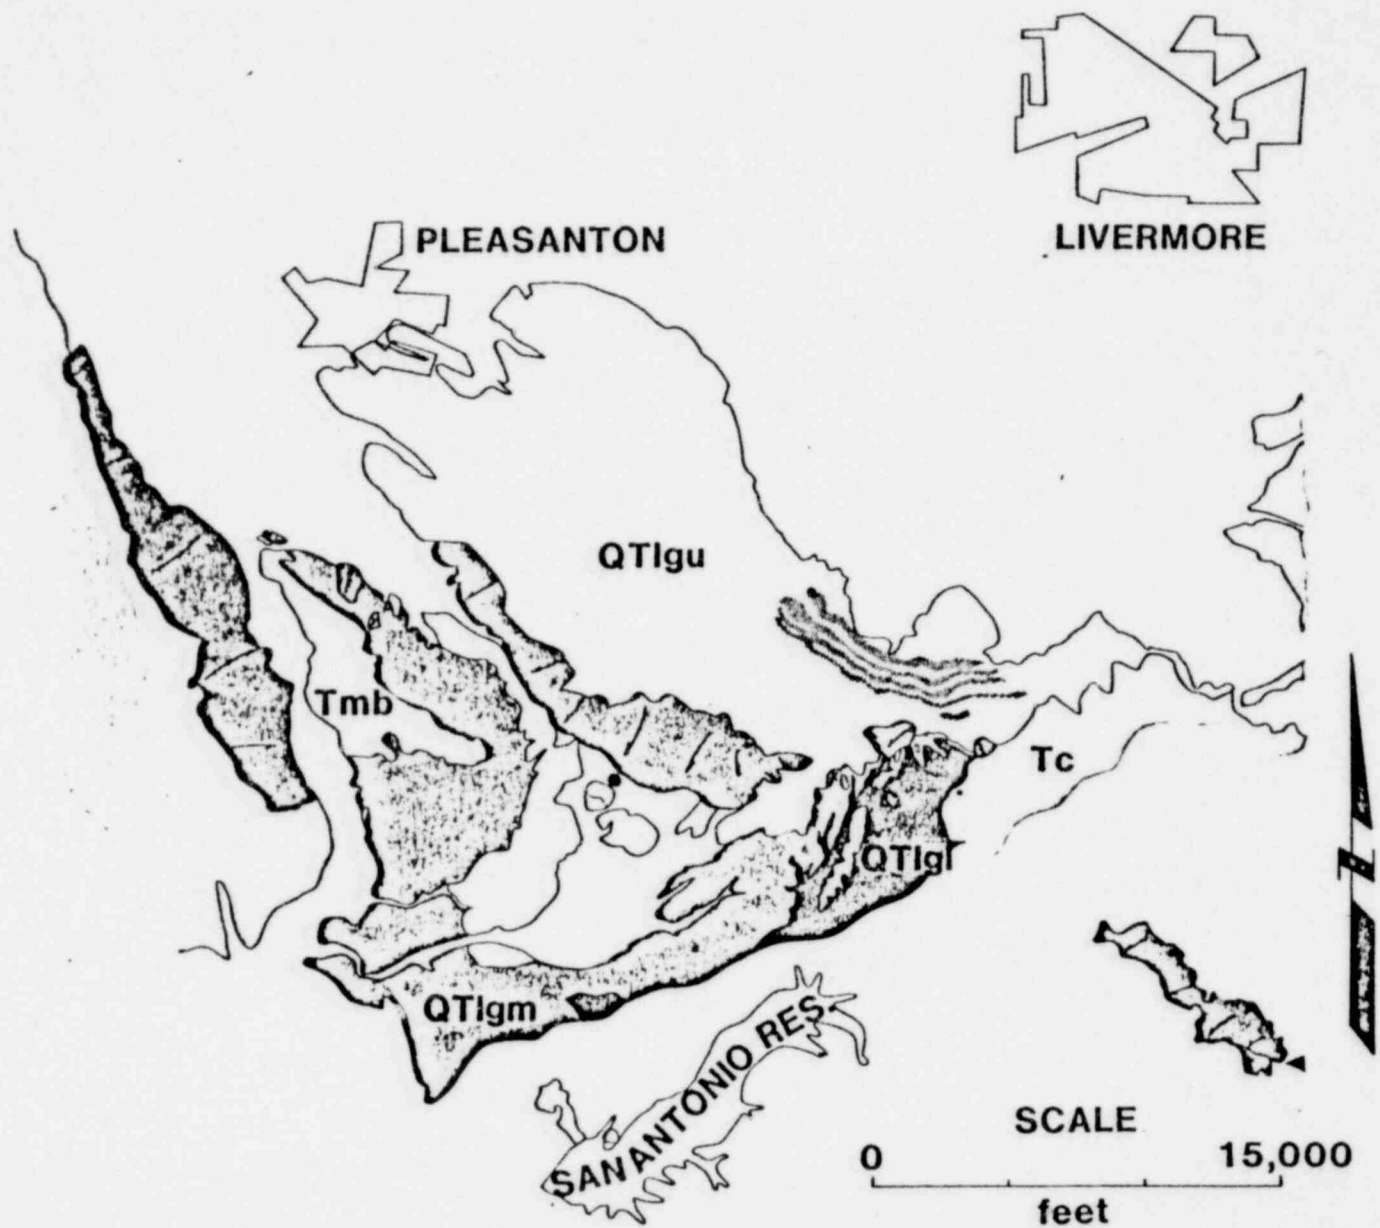 PLEASANTON
LIVERMORE
QTlgu
Tmb
Tc
QTlgl
QTlgm
SAN ANTONIO RES.
SCALE
0 15,000
feet